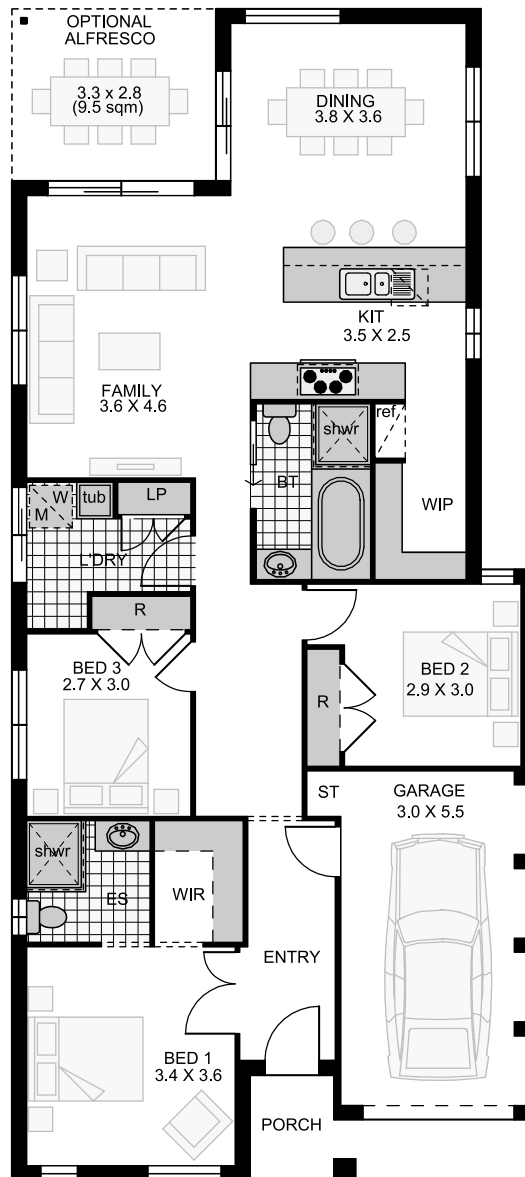 OPTIONAL
ALFRESCO
3.3 x 2.8
(9.5 sqm)
DINING
3.8 X 3.6
KIT
3.5 X 2.5
FAMILY
3.6 X 4.6
ref
shwr
BT
WIP
W
M
tub
LP
L'DRY
R
BED 3
2.7 X 3.0
BED 2
2.9 X 3.0
R
ST
GARAGE
3.0 X 5.5
shwr
ES
WIR
ENTRY
BED 1
3.4 X 3.6
PORCH